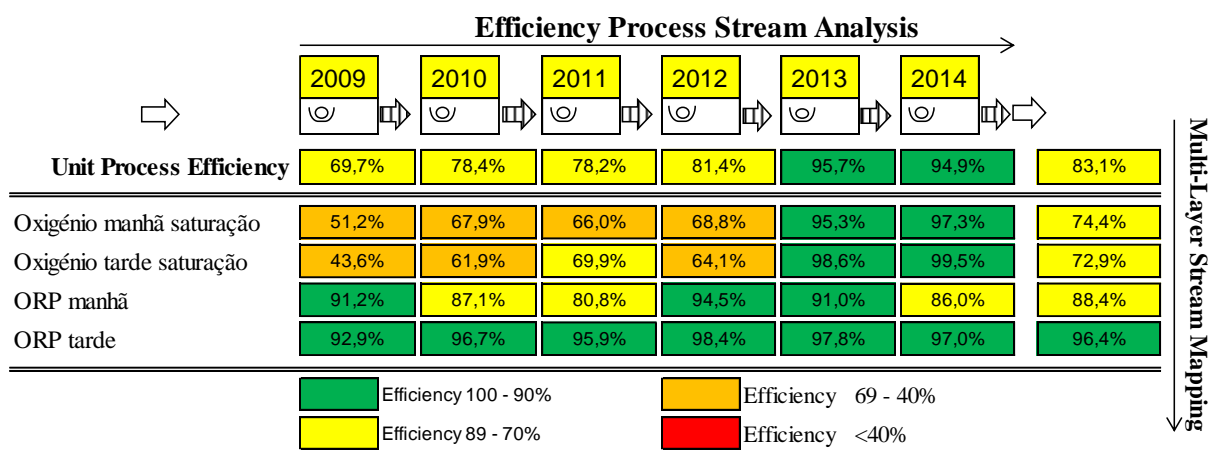 Efficiency Process Stream Analysis
2009 2010 2011 2012 2013 2014
Unit Process Efficiency 69,7% 78,4% 78,2% 81,4% 95,7% 94,9% 83,1%
Oxigénio manhã saturação 51,2% 67,9% 66,0% 68,8% 95,3% 97,3% 74,4%
Oxigénio tarde saturação 43,6% 61,9% 69,9% 64,1% 98,6% 99,5% 72,9%
ORP manhã 91,2% 87,1% 80,8% 94,5% 91,0% 86,0% 88,4%
ORP tarde 92,9% 96,7% 95,9% 98,4% 97,8% 97,0% 96,4%
Efficiency 100 - 90% Efficiency 69 - 40%
Efficiency 89 - 70% Efficiency <40%
Multi-Layer Stream Mapping